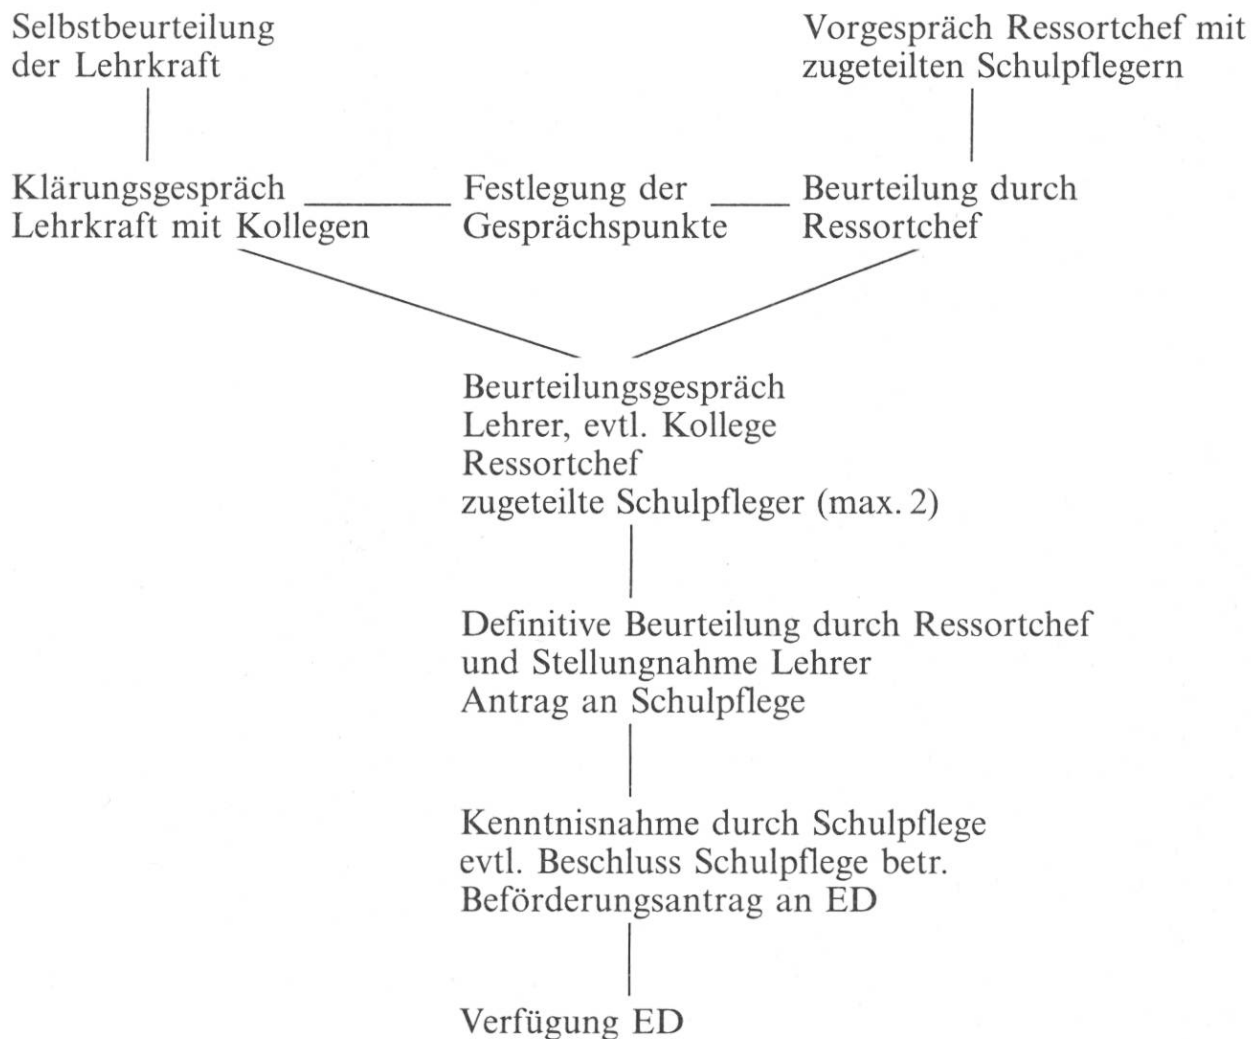 Selbstbeurteilung
der Lehrkraft
Vorgespräch Ressortchef mit
zugeteilten Schulpflegern
Klärungsgespräch
Lehrkraft mit Kollegen
Festlegung der
Gesprächspunkte
Beurteilung durch
Ressortchef
Beurteilungsgespräch
Lehrer, evtl. Kollege
Ressortchef
zugeteilte Schulpfleger (max. 2)
Definitive Beurteilung durch Ressortchef
und Stellungnahme Lehrer
Antrag an Schulpflege
Kenntnisnahme durch Schulpflege
evtl. Beschluss Schulpflege betr.
Beförderungsantrag an ED
Verfügung ED